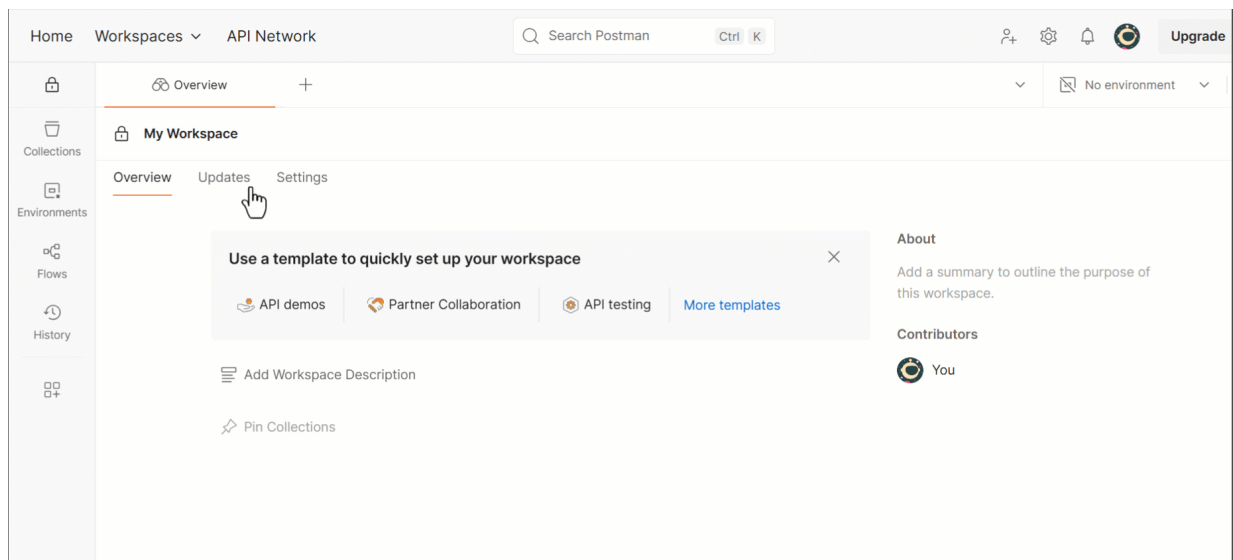 Home Workspaces API Network Search Postman Ctrl K Upgrade
Overview No environment
My Workspace
Collections
Overview Updates Settings
Environments
Flows
History
Use a template to quickly set up your workspace
API demos Partner Collaboration API testing More templates
Add Workspace Description
Pin Collections
About
Add a summary to outline the purpose of
this workspace.
Contributors
You